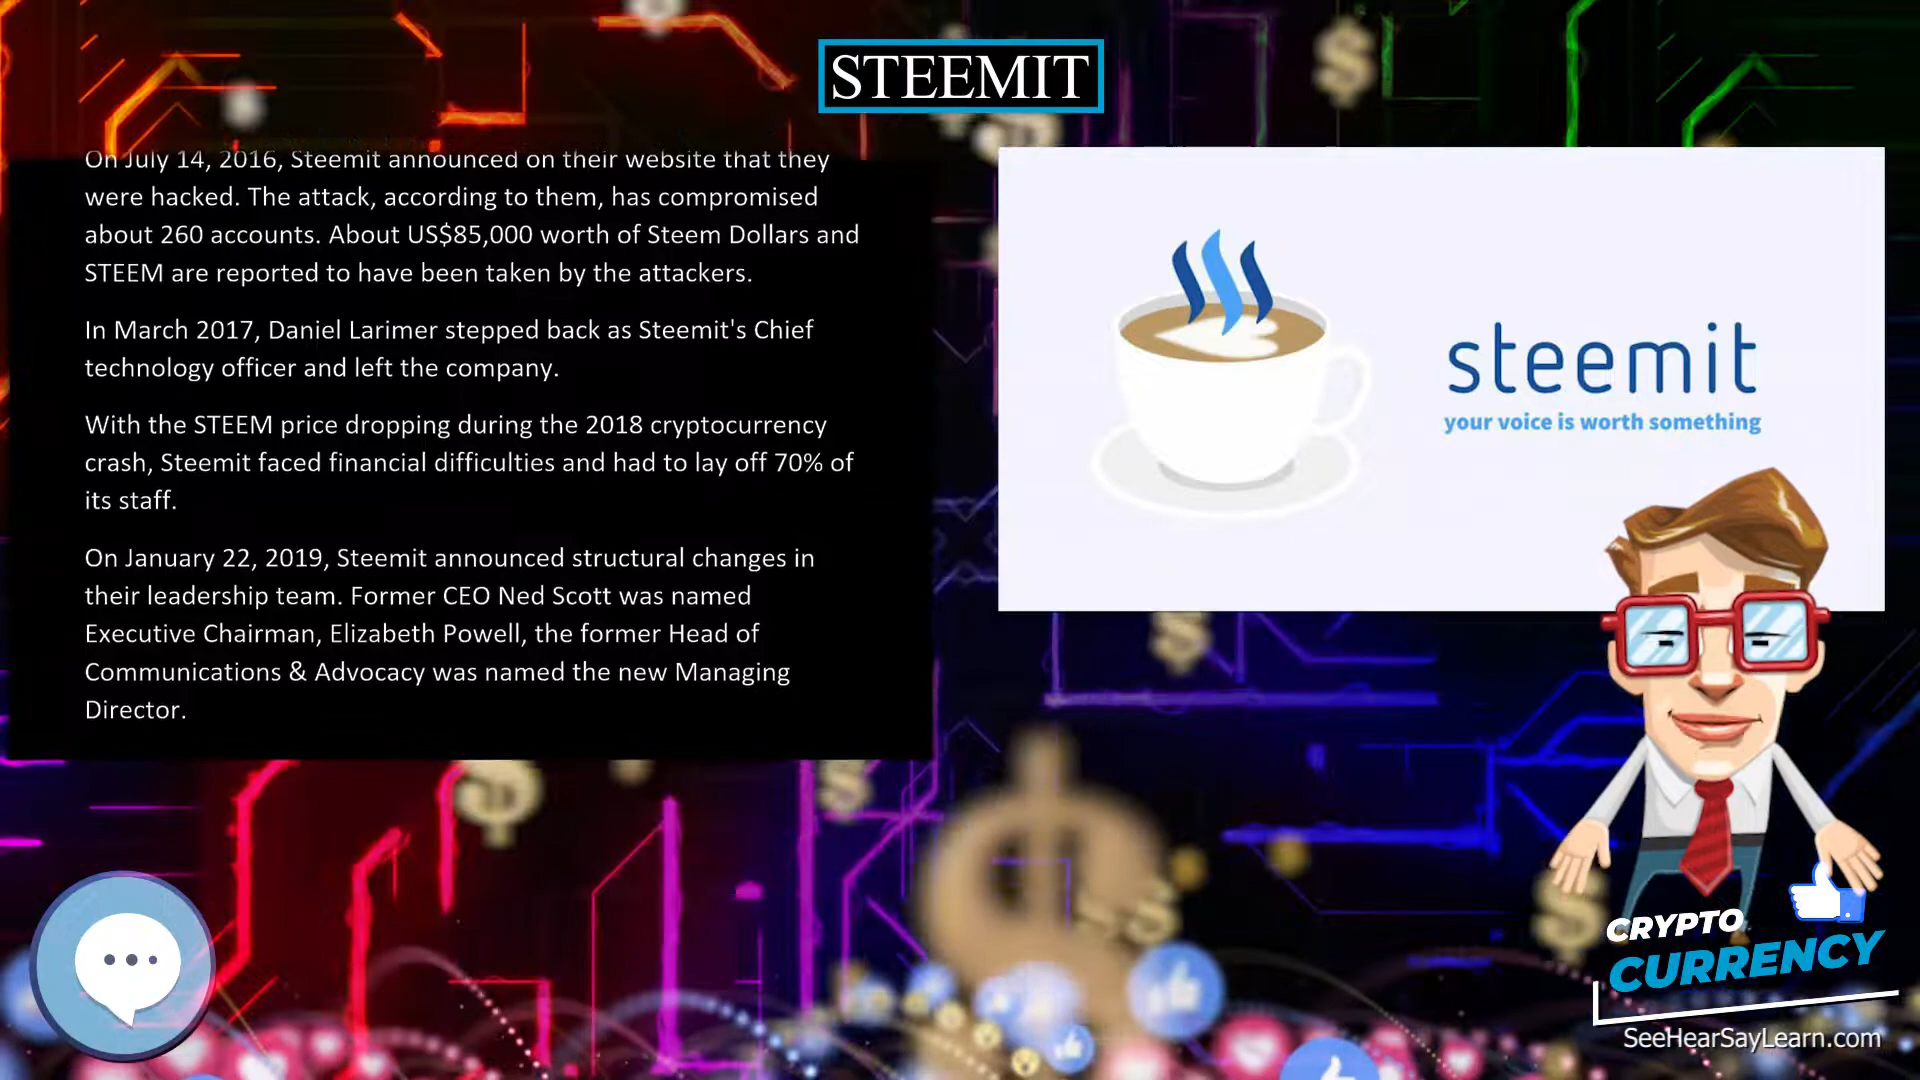 STEEMIT
On July 14, 2016, Steemit announced on their website that they
were hacked. The attack, according to them, has compromised
about 260 accounts. About US$85,000 worth of Steem Dollars and
STEEM are reported to have been taken by the attackers.
In March 2017, Daniel Larimer stepped back as Steemit's Chief
technology officer and left the company.
With the STEEM price dropping during the 2018 cryptocurrency
crash, Steemit faced financial difficulties and had to lay off 70% of
its staff.
On January 22, 2019, Steemit announced structural changes in
their leadership team. Former CEO Ned Scott was named
Executive Chairman, Elizabeth Powell, the former Head of
Communications & Advocacy was named the new Managing
Director.
steemit
your voice is worth something
CRYPTO
CURRENCY
SeeHearSayLearn.com